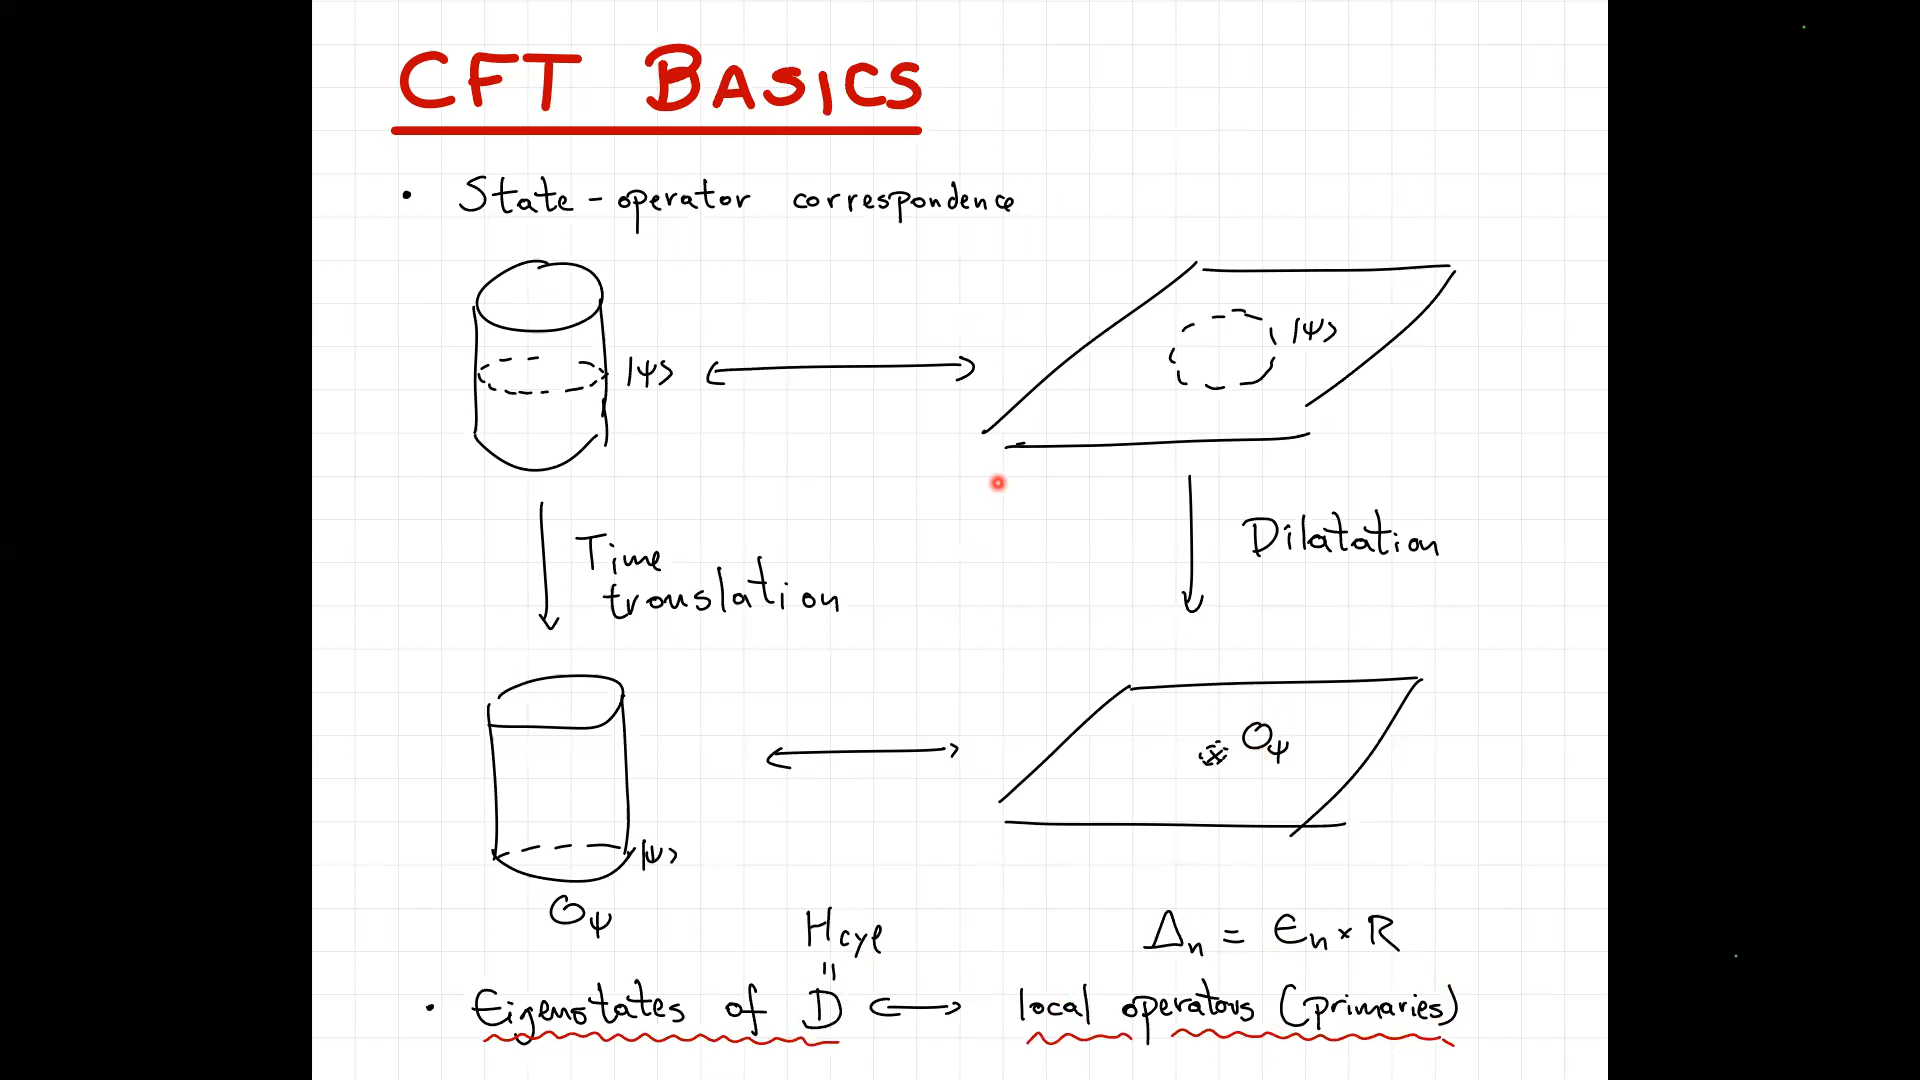 CFT BASICS
• State-operator correspondence
|ψ>
|ψ>
Time
translation
Dilatation
O_ψ
|ψ>
O_ψ
H_cyl
Δ_n = E_n × R
=
• Eigenstates of D ⟷ local operators (primaries)